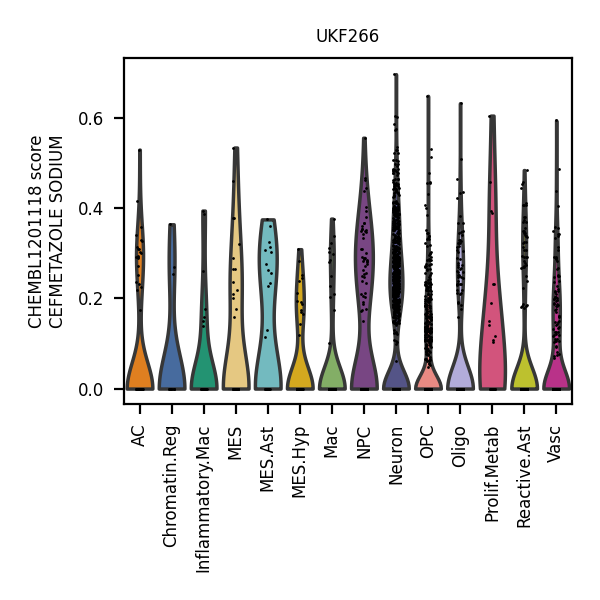 UKF266
CHEMBL1201118 score
CEFMETAZOLE SODIUM
0.6
0.4
0.2
0.0
AC
Chromatin.Reg
Inflammatory.Mac
MES
MES.Ast
MES.Hyp
Mac
NPC
Neuron
OPC
Oligo
Prolif.Metab
Reactive.Ast
Vasc